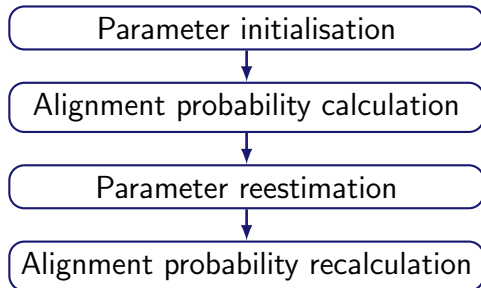 Parameter initialisation
Alignment probability calculation
Parameter reestimation
Alignment probability recalculation